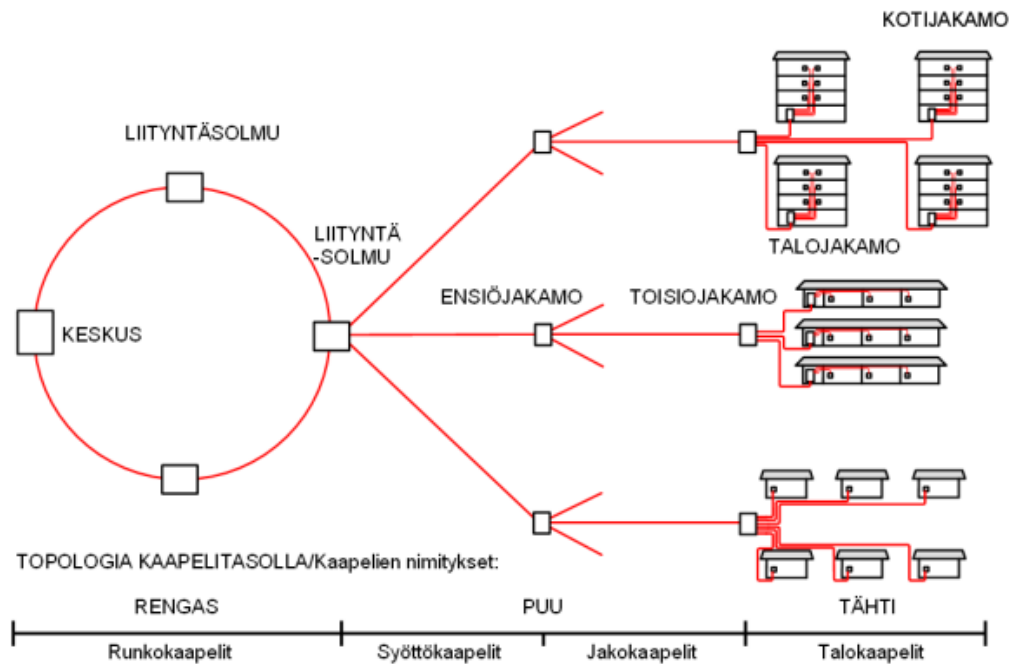 KOTIJAKAMO
LIITYNTÄSOLMU
LIITYNTÄ
-SOLMU
TALOJAKAMO
ENSIÖJAKAMO
TOISIOJAKAMO
KESKUS
TOPOLOGIA KAAPELITASOLLA/Kaapelien nimitykset:
RENGAS
PUU
TÄHTI
Runkokaapelit
Syöttökaapelit
Jakokaapelit
Talokaapelit